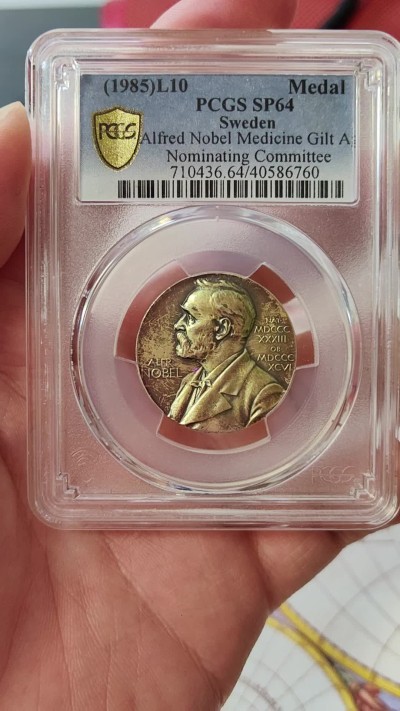 (1985)L10 Medal
PCGS SP64
Sweden
Alfred Nobel Medicine Gilt A
Nominating Committee
710436.64/40586760
PCGS
ALFR.
NOBEL
NAT.
MDCCC
XXXIII
OB.
MDCCC
XCVI
PCGS